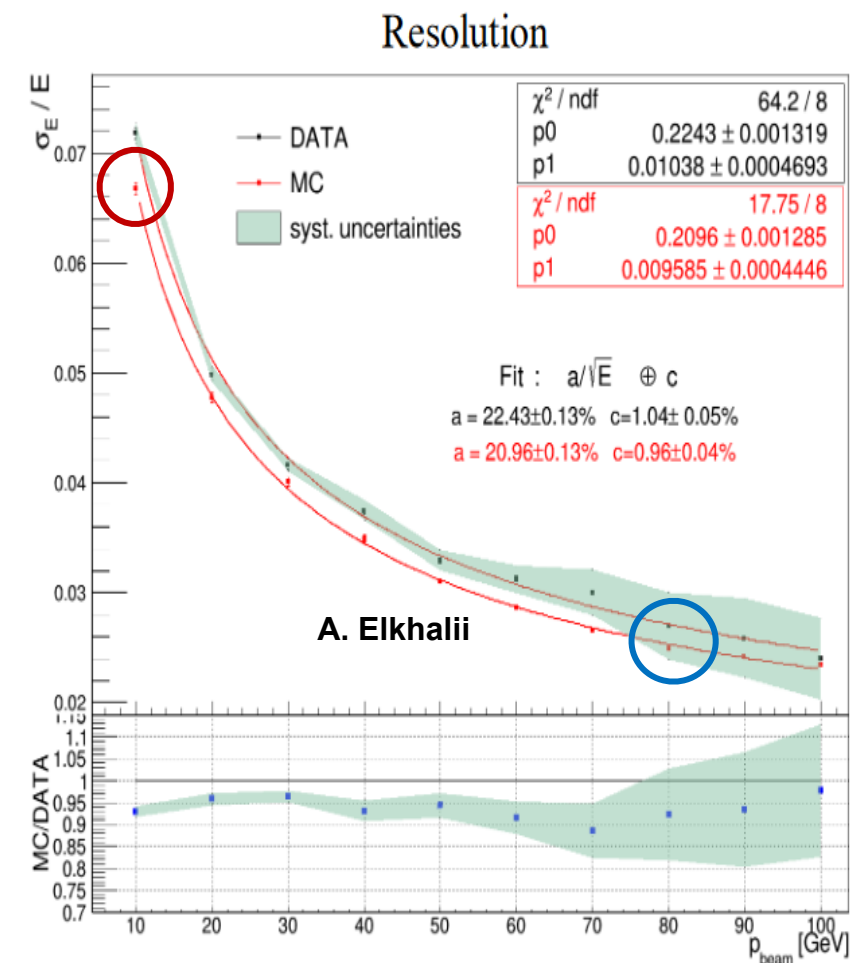 Resolution
σE / E
DATA
MC
syst. uncertainties
χ² / ndf 64.2 / 8
p0 0.2243 ± 0.001319
p1 0.01038 ± 0.0004693
χ² / ndf 17.75 / 8
p0 0.2096 ± 0.001285
p1 0.009585 ± 0.0004446
Fit : a/√E ⊕ c
a = 22.43±0.13% c=1.04± 0.05%
a = 20.96±0.13% c=0.96±0.04%
0.07
0.06
0.05
0.04
0.03
0.02
A. Elkhalii
MC/DATA
1.15
1.1
1.05
1
0.95
0.9
0.85
0.8
0.75
0.7
10 20 30 40 50 60 70 80 90 100
pbeam [GeV]